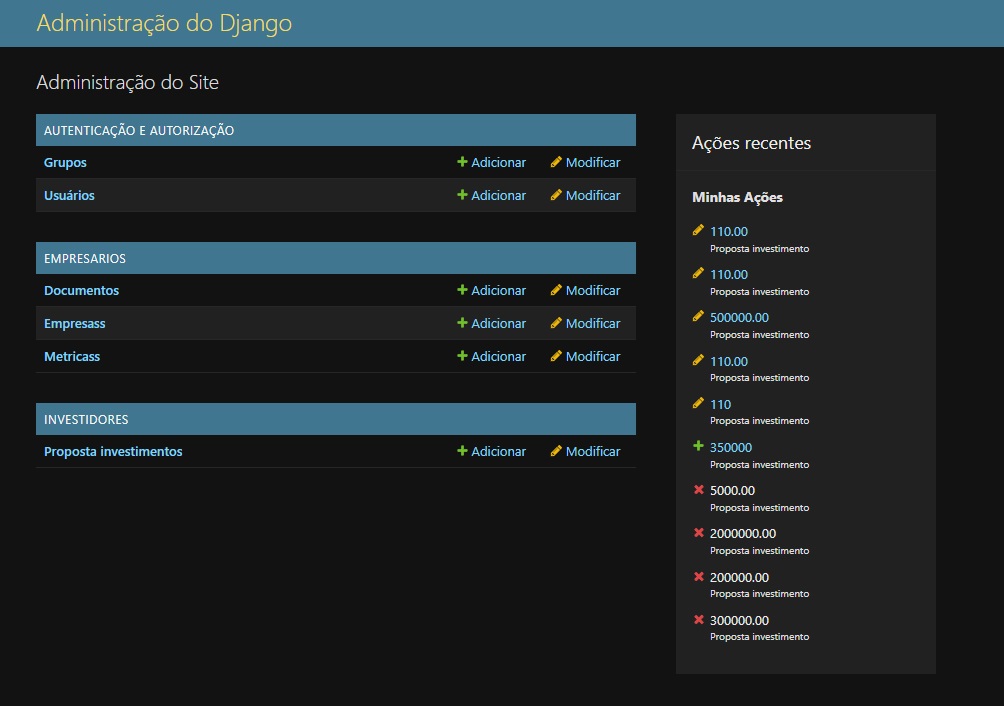 Administração do Django
Administração do Site
AUTENTICAÇÃO E AUTORIZAÇÃO
Grupos Adicionar Modificar
Usuários Adicionar Modificar
EMPRESARIOS
Documentos Adicionar Modificar
Empresass Adicionar Modificar
Metricass Adicionar Modificar
INVESTIDORES
Proposta investimentos Adicionar Modificar
Ações recentes
Minhas Ações
110.00
Proposta investimento
110.00
Proposta investimento
500000.00
Proposta investimento
110.00
Proposta investimento
110
Proposta investimento
350000
Proposta investimento
5000.00
Proposta investimento
2000000.00
Proposta investimento
200000.00
Proposta investimento
300000.00
Proposta investimento